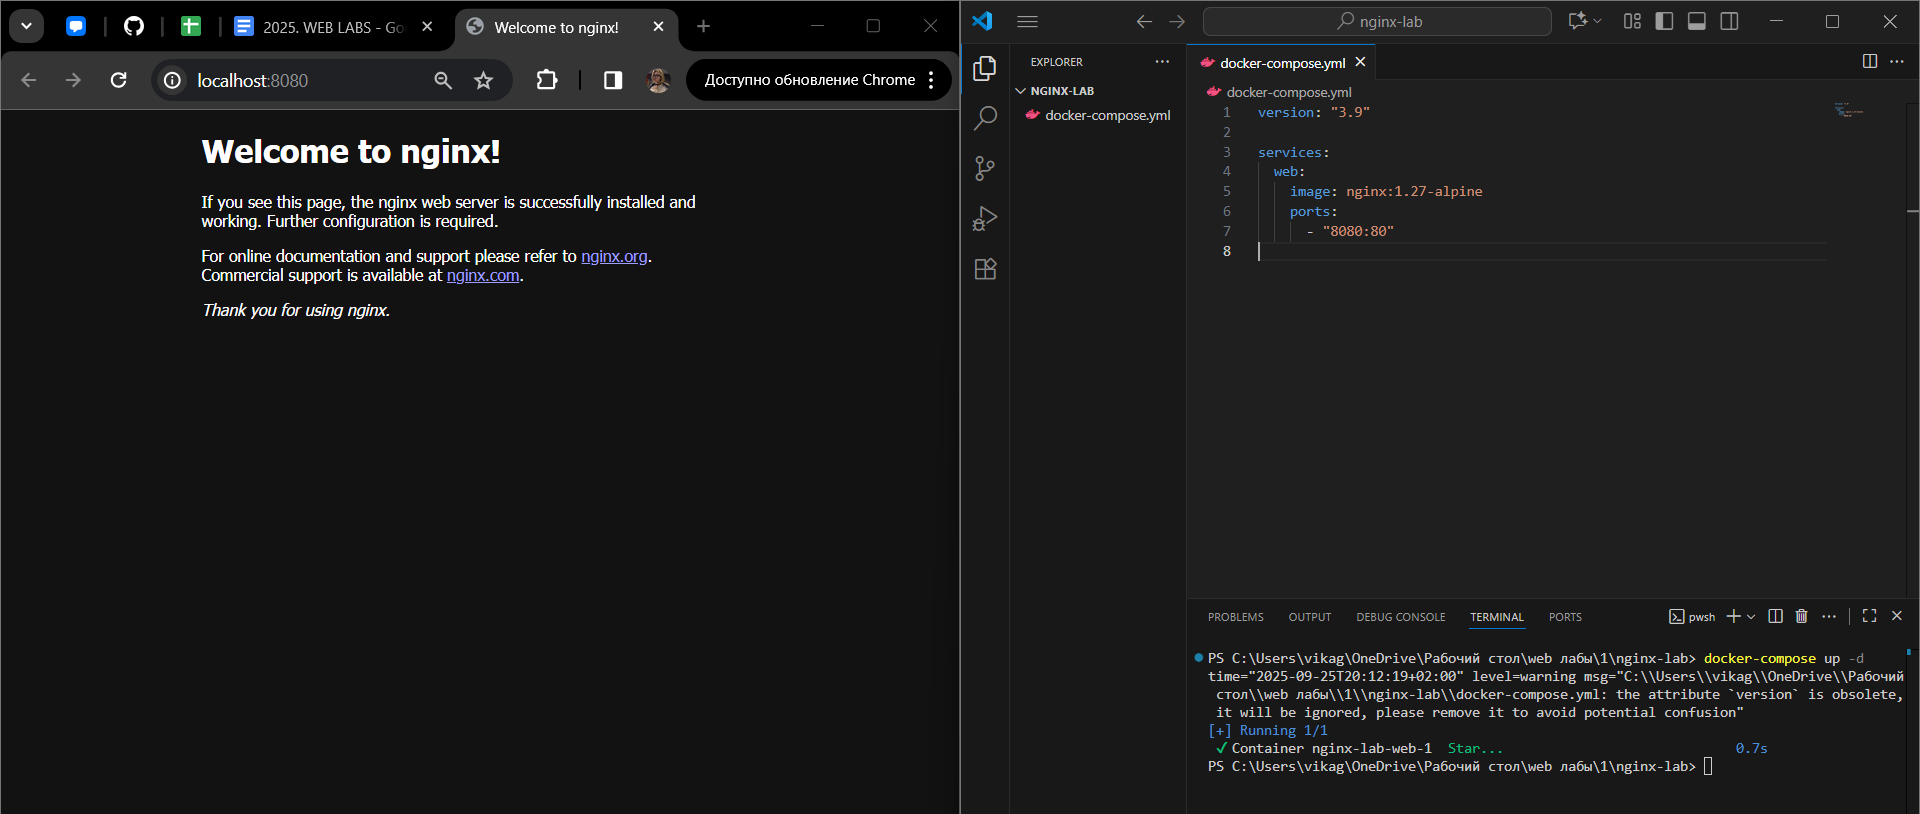 2025. WEB LABS - Go
Welcome to nginx!
localhost:8080
Доступно обновление Chrome
Welcome to nginx!
If you see this page, the nginx web server is successfully installed and
working. Further configuration is required.
For online documentation and support please refer to nginx.org.
Commercial support is available at nginx.com.
Thank you for using nginx.
nginx-lab
EXPLORER
NGINX-LAB
docker-compose.yml
docker-compose.yml
docker-compose.yml
1 version: "3.9"
2
3 services:
4 web:
5 image: nginx:1.27-alpine
6 ports:
7 - "8080:80"
8
PROBLEMS OUTPUT DEBUG CONSOLE TERMINAL PORTS
pwsh
PS C:\Users\vikag\OneDrive\Рабочий стол\web лабы\1\nginx-lab> docker-compose up -d
time="2025-09-25T20:12:19+02:00" level=warning msg="C:\\Users\\vikag\\OneDrive\\Рабочий
стол\\web лабы\\1\\nginx-lab\\docker-compose.yml: the attribute `version` is obsolete,
it will be ignored, please remove it to avoid potential confusion"
[+] Running 1/1
✓ Container nginx-lab-web-1 Star... 0.7s
PS C:\Users\vikag\OneDrive\Рабочий стол\web лабы\1\nginx-lab>